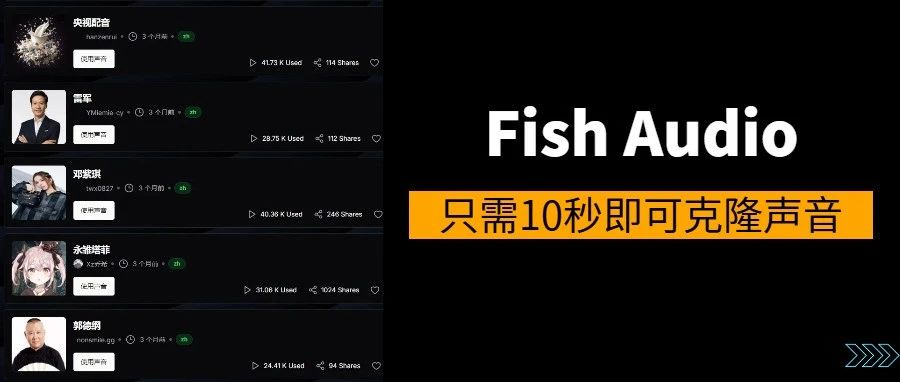 央视配音
hanzenrui • 3 个月前 • zh
使用声音
41.73 K Used 114 Shares
雷军
YMiemie-cy • 3 个月前 • zh
使用声音
28.75 K Used 112 Shares
邓紫琪
twx0827 • 3 个月前 • zh
使用声音
40.36 K Used 246 Shares
永雏塔菲
3 个月前 • zh
使用声音
31.06 K Used 1024 Shares
郭德纲
nonsmile.gg • 3 个月前 • zh
使用声音
24.41 K Used 94 Shares
Fish Audio
只需10秒即可克隆声音